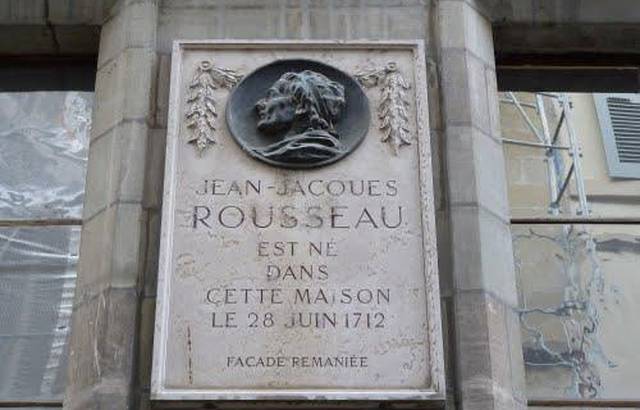 JEAN-JACQUES
ROUSSEAU
EST NÉ
DANS
CETTE MAISON
LE 28 JUIN 1712
FACADE REMANIÉE